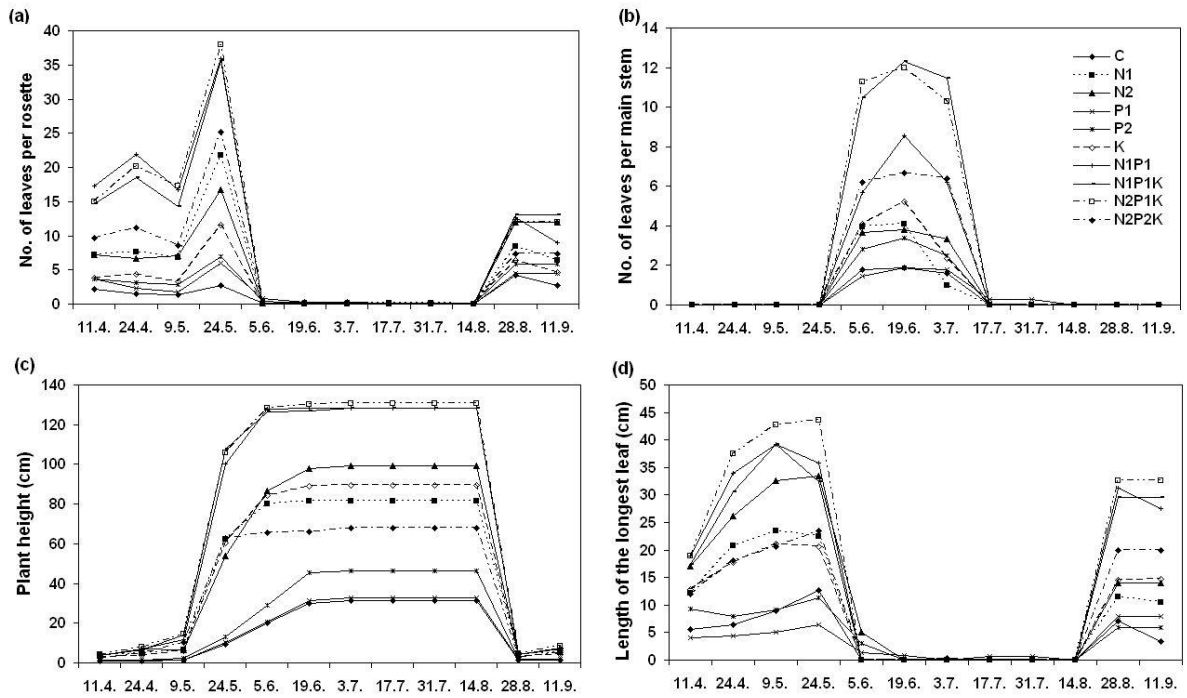 (a)
No. of leaves per rosette
40
35
30
25
20
15
10
5
0
11.4. 24.4. 9.5. 24.5. 5.6. 19.6. 3.7. 17.7. 31.7. 14.8. 28.8. 11.9.
(b)
No. of leaves per main stem
14
12
10
8
6
4
2
0
11.4. 24.4. 9.5. 24.5. 5.6. 19.6. 3.7. 17.7. 31.7. 14.8. 28.8. 11.9.
C
N1
N2
P1
P2
K
N1P1
N1P1K
N2P1K
N2P2K
(c)
Plant height (cm)
140
120
100
80
60
40
20
0
11.4. 24.4. 9.5. 24.5. 5.6. 19.6. 3.7. 17.7. 31.7. 14.8. 28.8. 11.9.
(d)
Length of the longest leaf (cm)
50
45
40
35
30
25
20
15
10
5
0
11.4. 24.4. 9.5. 24.5. 5.6. 19.6. 3.7. 17.7. 31.7. 14.8. 28.8. 11.9.